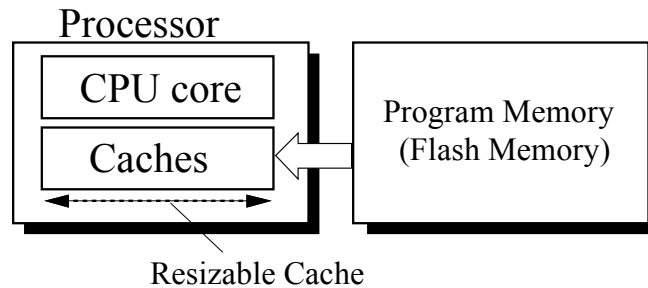 Processor
CPU core
Caches
Program Memory
(Flash Memory)
Resizable Cache